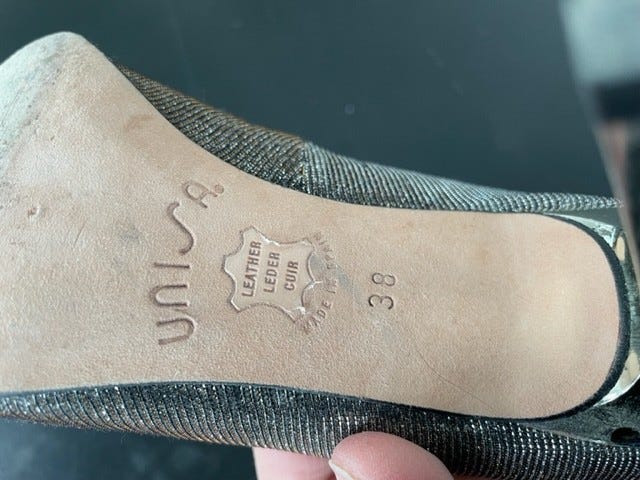 unisa®
LEATHER
LEDER
CUIR
MADE IN SPAIN
38